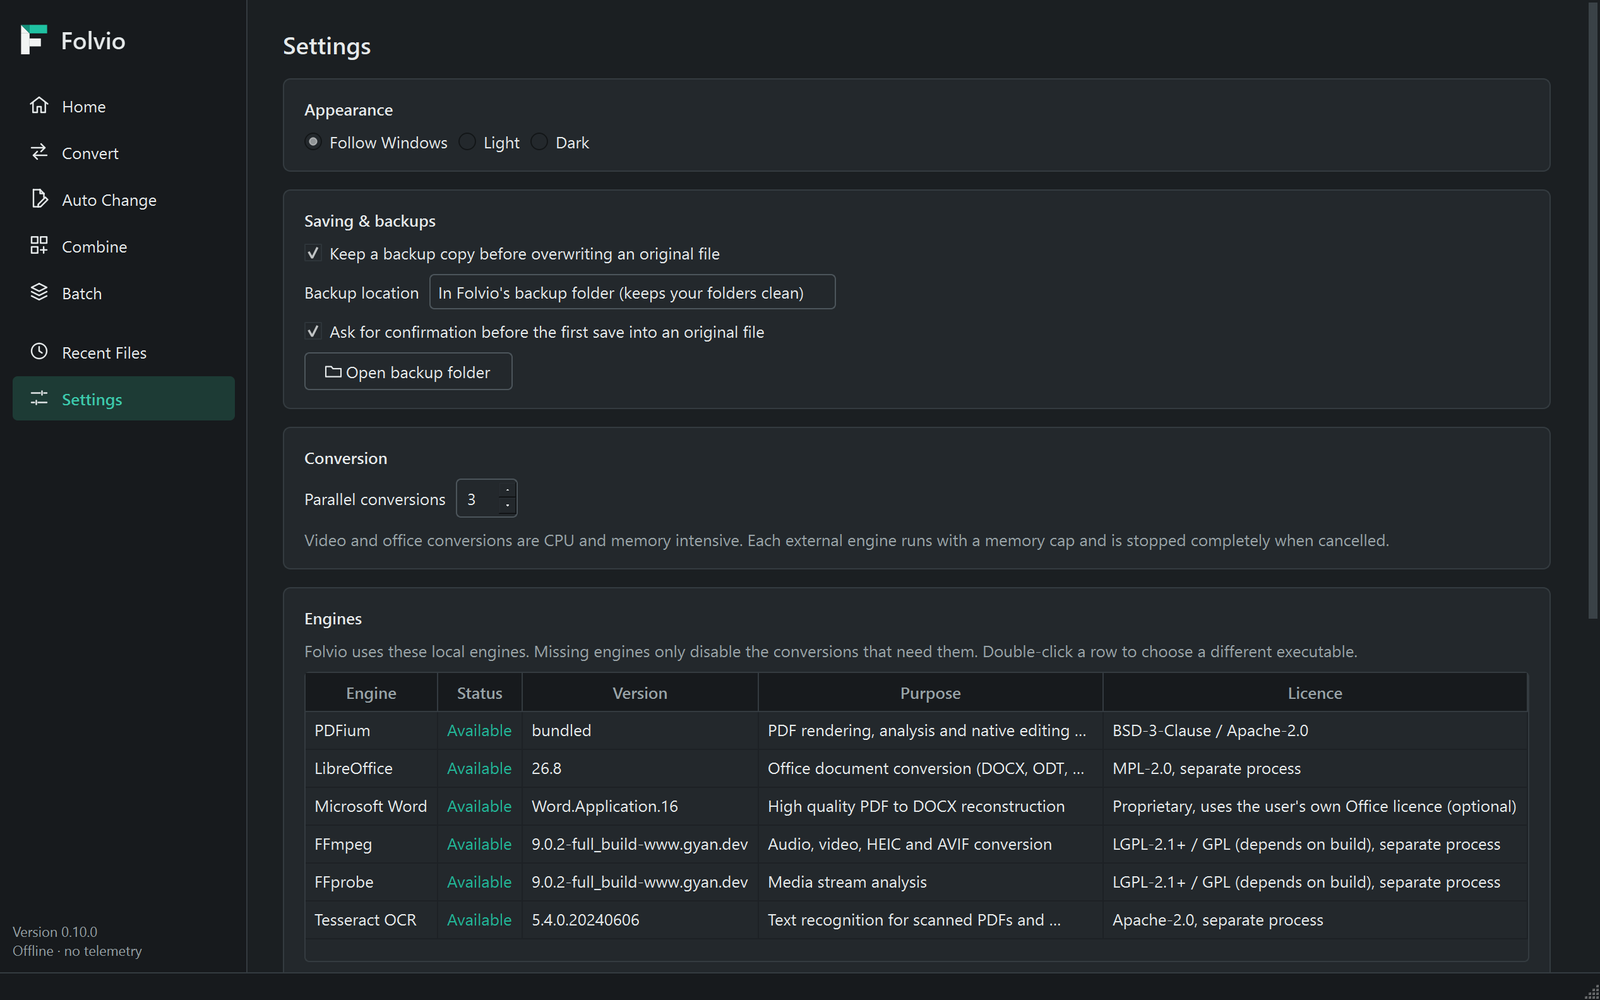 Folvio
Home
Convert
Auto Change
Combine
Batch
Recent Files
Settings
Version 0.10.0
Offline · no telemetry
Settings
Appearance
Follow Windows Light Dark
Saving & backups
Keep a backup copy before overwriting an original file
Backup location In Folvio's backup folder (keeps your folders clean)
Ask for confirmation before the first save into an original file
Open backup folder
Conversion
Parallel conversions 3
Video and office conversions are CPU and memory intensive. Each external engine runs with a memory cap and is stopped completely when cancelled.
Engines
Folvio uses these local engines. Missing engines only disable the conversions that need them. Double-click a row to choose a different executable.
Engine Status Version Purpose Licence
PDFium Available bundled PDF rendering, analysis and native editing ... BSD-3-Clause / Apache-2.0
LibreOffice Available 26.8 Office document conversion (DOCX, ODT, ... MPL-2.0, separate process
Microsoft Word Available Word.Application.16 High quality PDF to DOCX reconstruction Proprietary, uses the user's own Office licence (optional)
FFmpeg Available 9.0.2-full_build-www.gyan.dev Audio, video, HEIC and AVIF conversion LGPL-2.1+ / GPL (depends on build), separate process
FFprobe Available 9.0.2-full_build-www.gyan.dev Media stream analysis LGPL-2.1+ / GPL (depends on build), separate process
Tesseract OCR Available 5.4.0.20240606 Text recognition for scanned PDFs and ... Apache-2.0, separate process